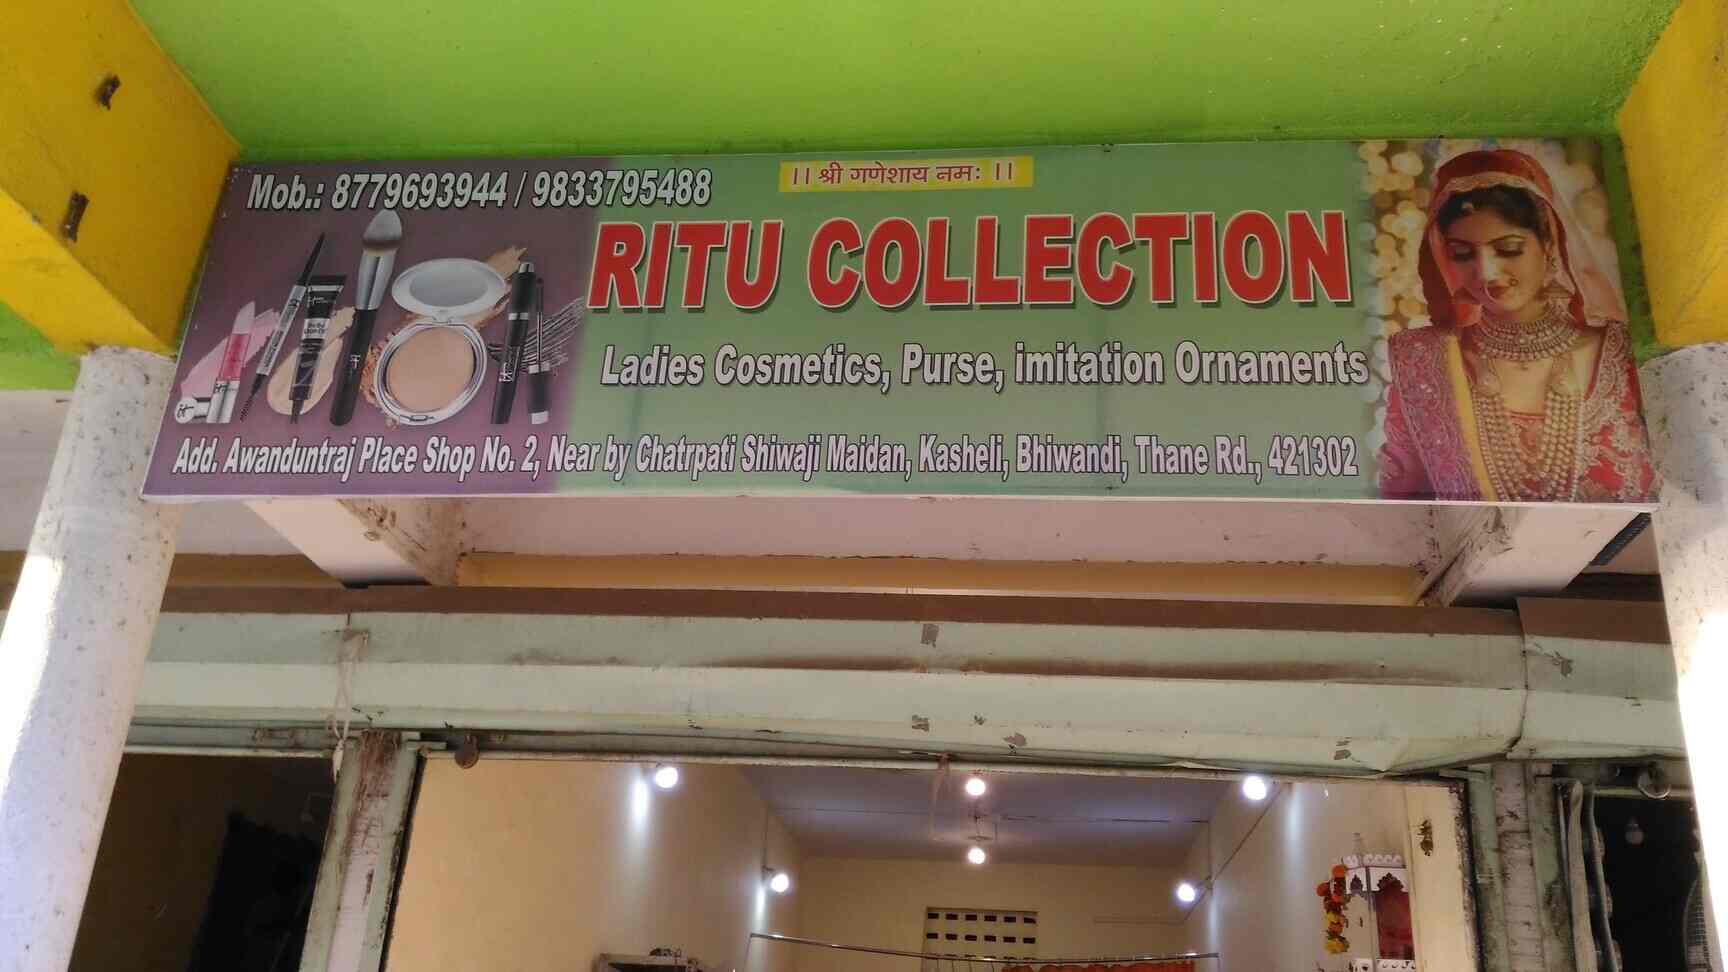 Mob.: 8779693944 / 9833795488
।। श्री गणेशाय नमः ।।
RITU COLLECTION
Ladies Cosmetics, Purse, imitation Ornaments
Add. Awanduntraj Place Shop No. 2, Near by Chatrpati Shiwaji Maidan, Kasheli, Bhiwandi, Thane Rd., 421302